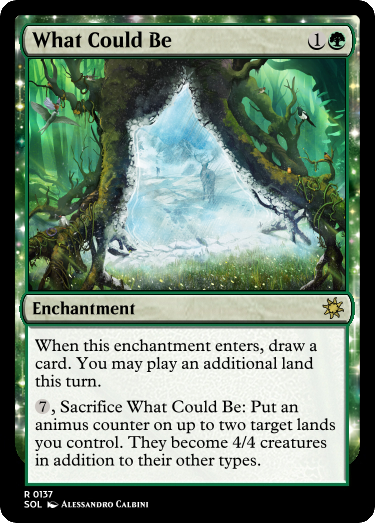 What Could Be 1
Enchantment
When this enchantment enters, draw a
card. You may play an additional land
this turn.
7, Sacrifice What Could Be: Put an
animus counter on up to two target lands
you control. They become 4/4 creatures
in addition to their other types.
R 0137
SOL Alessandro Calbini